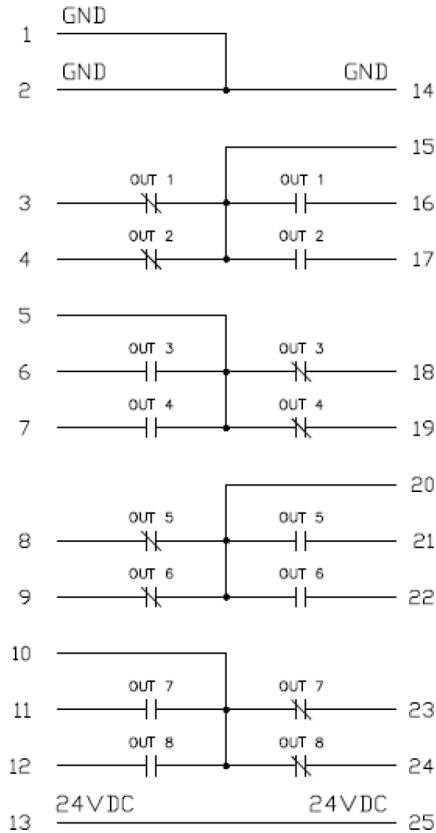 1 GND
2 GND GND 14
15
3 OUT 1 OUT 1 16
4 OUT 2 OUT 2 17
5
6 OUT 3 OUT 3 18
7 OUT 4 OUT 4 19
20
8 OUT 5 OUT 5 21
9 OUT 6 OUT 6 22
10
11 OUT 7 OUT 7 23
12 OUT 8 OUT 8 24
13 24VDC 24VDC 25